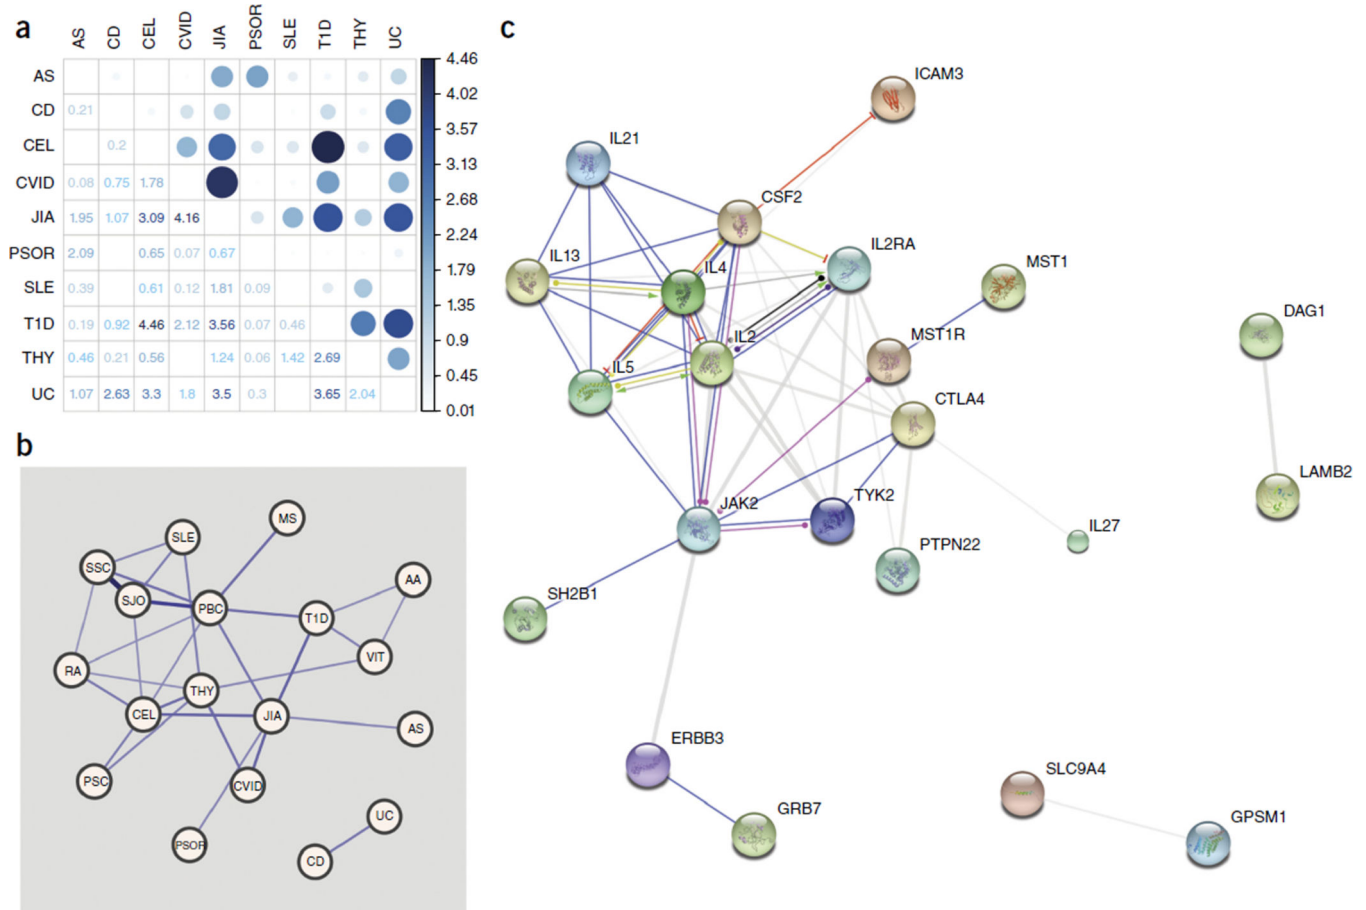 a
AS CD CEL CVID JIA PSOR SLE T1D THY UC
AS
CD 0.21
CEL 0.2
CVID 0.08 0.75 1.78
JIA 1.95 1.07 3.09 4.16
PSOR 2.09 0.65 0.07 0.67
SLE 0.39 0.61 0.12 1.81 0.09
T1D 0.19 0.92 4.46 2.12 3.56 0.07 0.46
THY 0.46 0.21 0.56 1.24 0.06 1.42 2.69
UC 1.07 2.63 3.3 1.8 3.5 0.3 3.65 2.04
4.46
4.02
3.57
3.13
2.68
2.24
1.79
1.35
0.9
0.45
0.01
b
MS
SLE
SSC
AA
SJO
PBC
T1D
VIT
RA
THY
CEL
JIA
AS
PSC
CVID
UC
PSOR
CD
c
ICAM3
IL21
CSF2
IL2RA
IL13
IL4
MST1
DAG1
IL2
MST1R
IL5
CTLA4
LAMB2
JAK2
TYK2
IL27
PTPN22
SH2B1
ERBB3
SLC9A4
GRB7
GPSM1